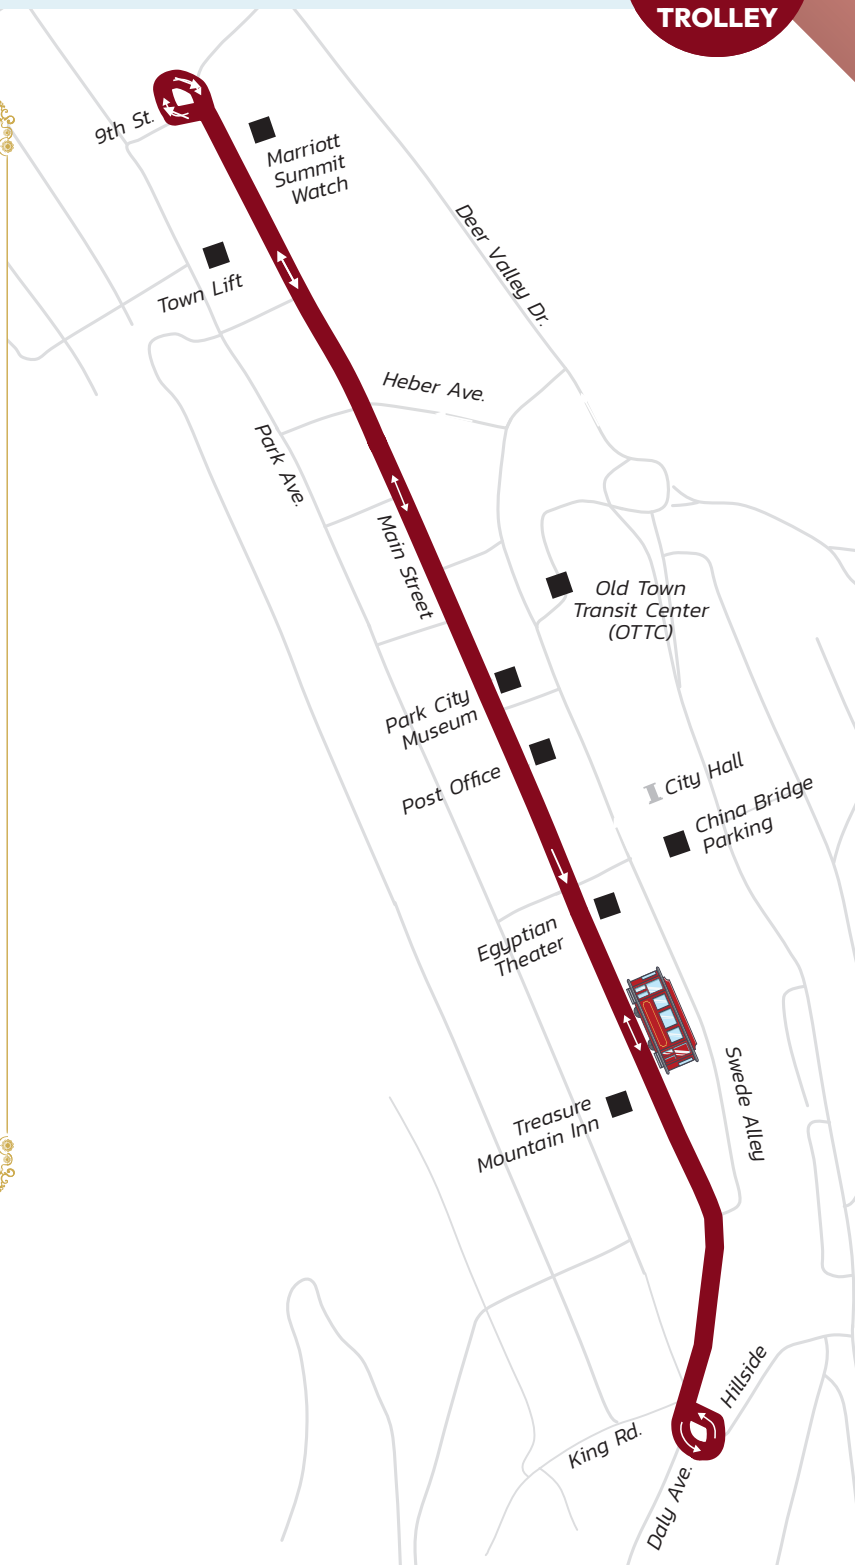 TROLLEY
9th St.
Marriott
Summit
Watch
Town Lift
Deer Valley Dr.
Heber Ave.
Park Ave.
Main Street
Old Town
Transit Center
(OTTC)
Park City
Museum
Post Office
City Hall
China Bridge
Parking
Egyptian
Theater
Swede Alley
Treasure
Mountain Inn
Hillside
King Rd.
Daly Ave.